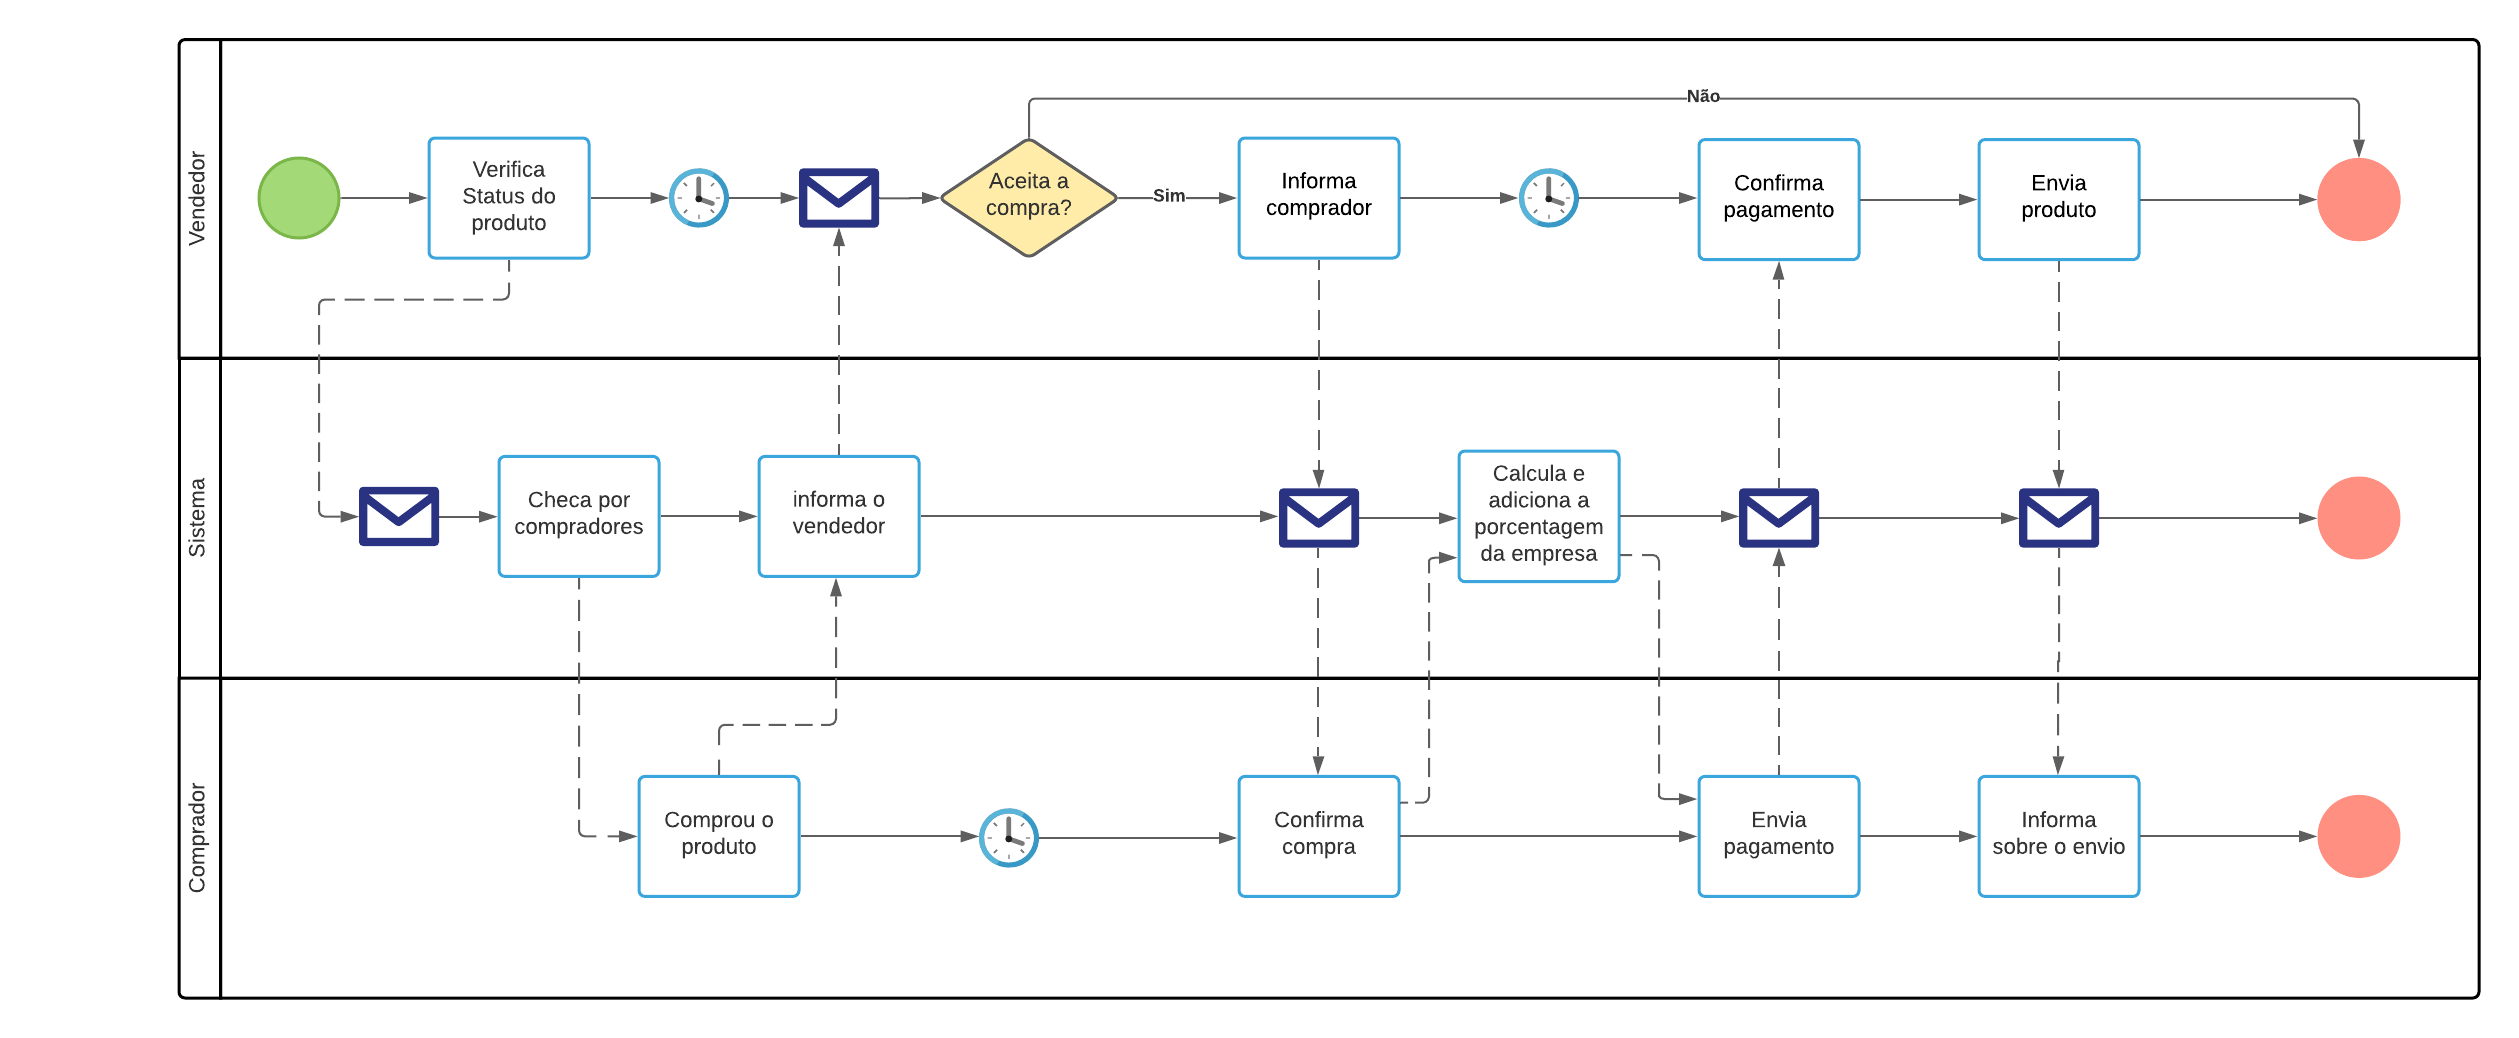 Vendedor
Verifica
Status do
produto
Aceita a
compra?
Não
Sim
Informa
comprador
Confirma
pagamento
Envia
produto
Sistema
Checa por
compradores
informa o
vendedor
Calcula e
adiciona a
porcentagem
da empresa
Comprador
Comprou o
produto
Confirma
compra
Envia
pagamento
Informa
sobre o envio